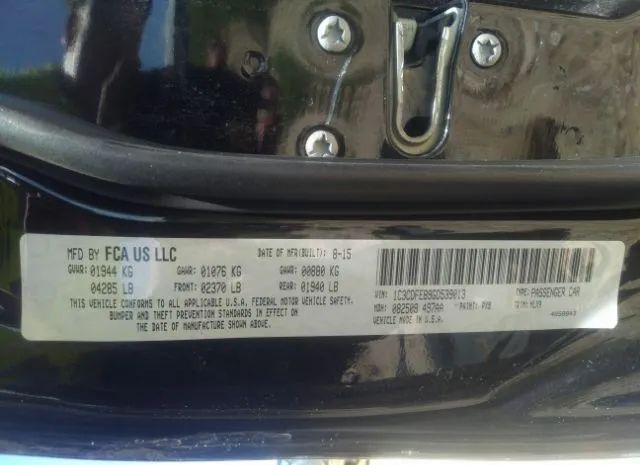 MFD BY FCA US LLC DATE OF MFR(BUILT): 8-15
GVWR: 01944 KG GAWR: 01076 KG GAWR: 00880 KG
04285 LB FRONT: 02370 LB REAR: 01940 LB
THIS VEHICLE CONFORMS TO ALL APPLICABLE U.S.A. FEDERAL MOTOR VEHICLE SAFETY,
BUMPER AND THEFT PREVENTION STANDARDS IN EFFECT ON
THE DATE OF MANUFACTURE SHOWN ABOVE.
VIN: 1C3CDFEB9GD539013 TYPE: PASSENGER CAR
MDH: 082509 497AA PAINT: PX8 TRIM:
VEHICLE MADE IN U.S.A.